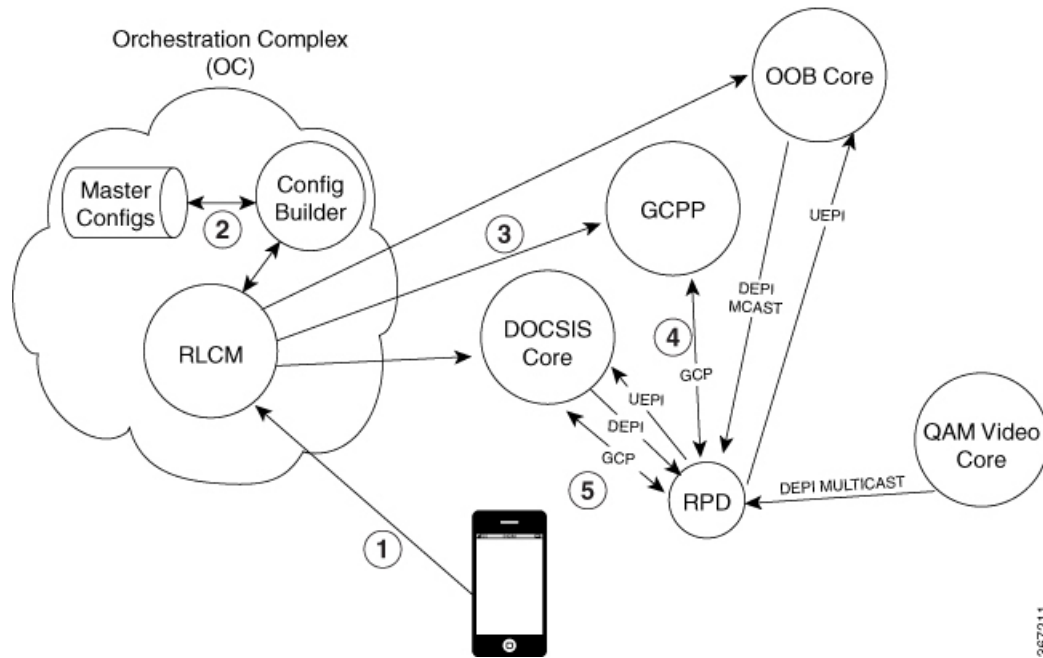 Orchestration Complex
(OC)
OOB Core
Master
Configs
Config
Builder
2
GCPP
3
UEPI
DEPI
MCAST
RLCM
DOCSIS
Core
4
GCP
UEPI
DEPI
GCP
5
RPD
DEPI MULTICAST
QAM Video
Core
1
367311